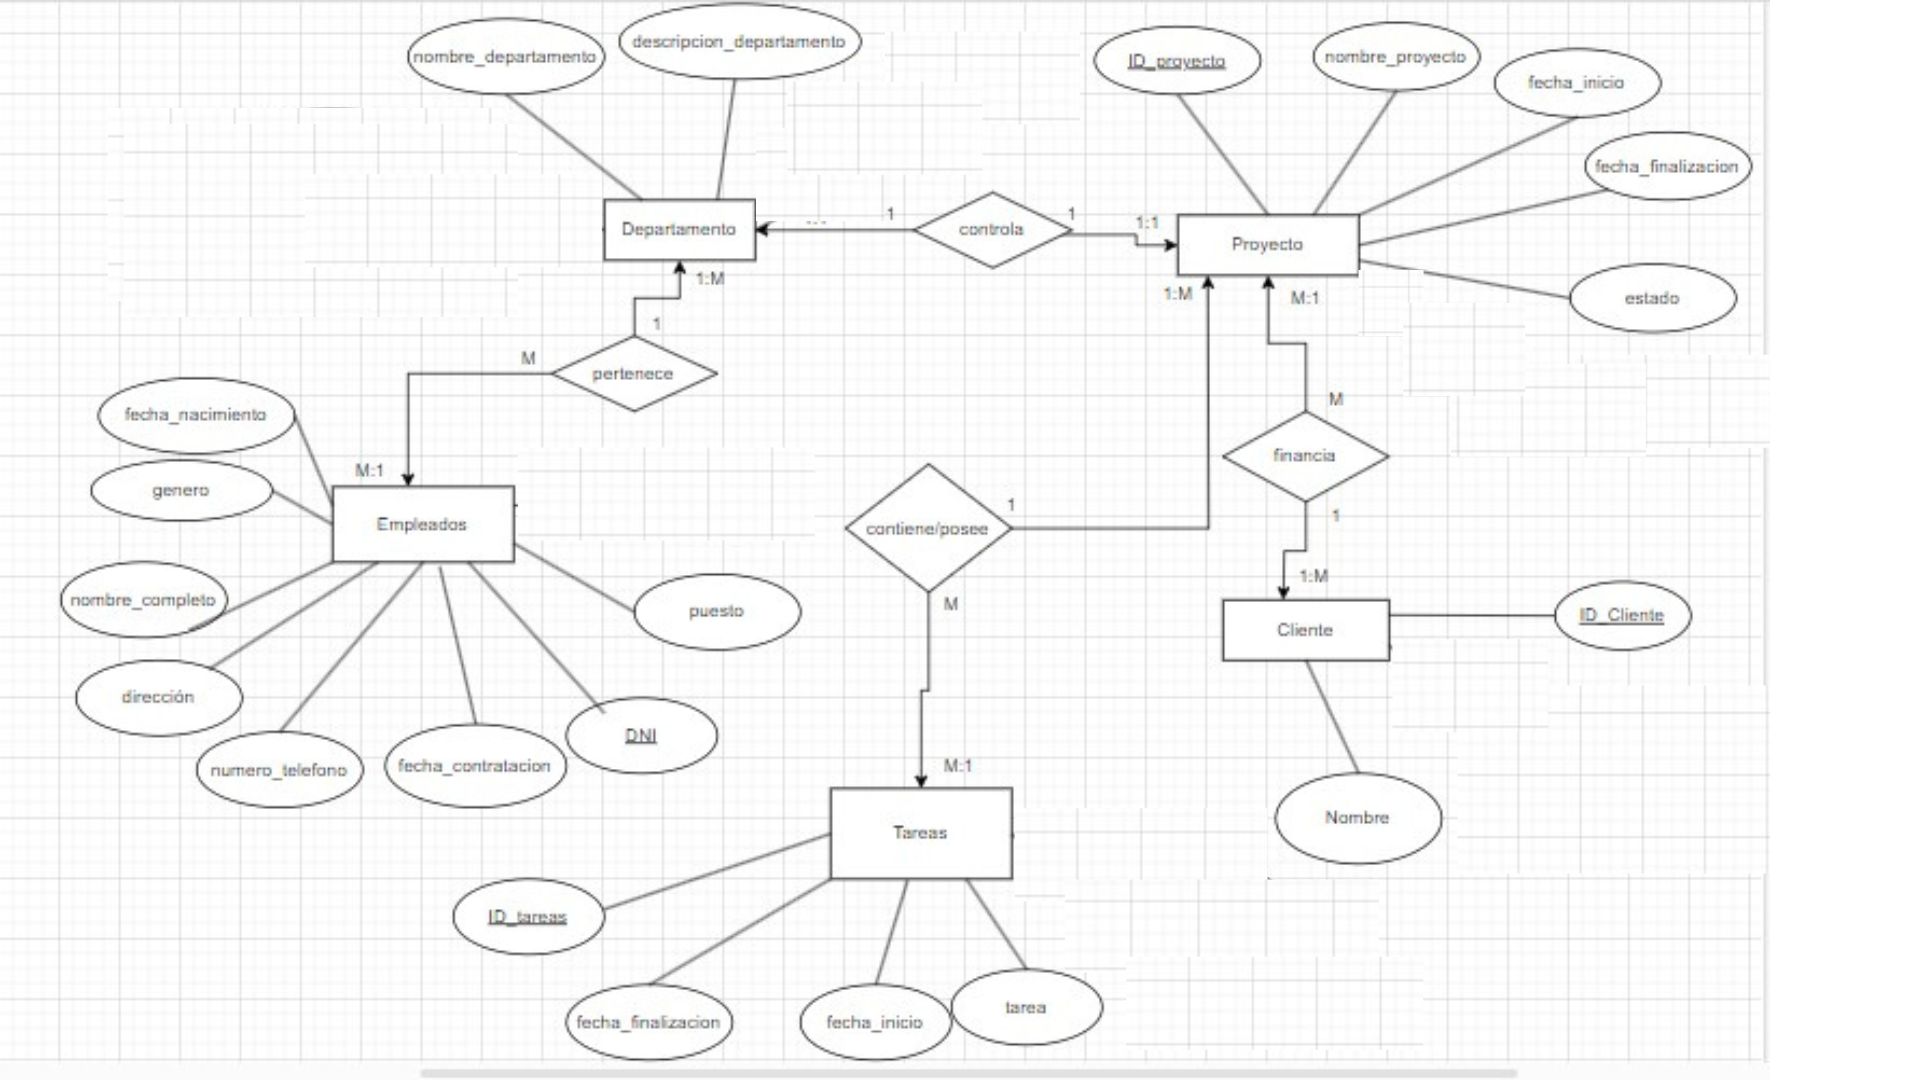 nombre_departamento
descripcion_departamento
ID_proyecto
nombre_proyecto
fecha_inicio
fecha_finalizacion
Departamento
1
controla
1
1:1
Proyecto
1:M
1:M
M:1
estado
1
M
pertenece
fecha_nacimiento
M
financia
M:1
genero
Empleados
1
contiene/posee
1
1:M
nombre_completo
puesto
M
Cliente
ID_Cliente
dirección
DNI
numero_telefono
fecha_contratacion
M:1
Tareas
Nombre
ID_tareas
fecha_finalizacion
fecha_inicio
tarea